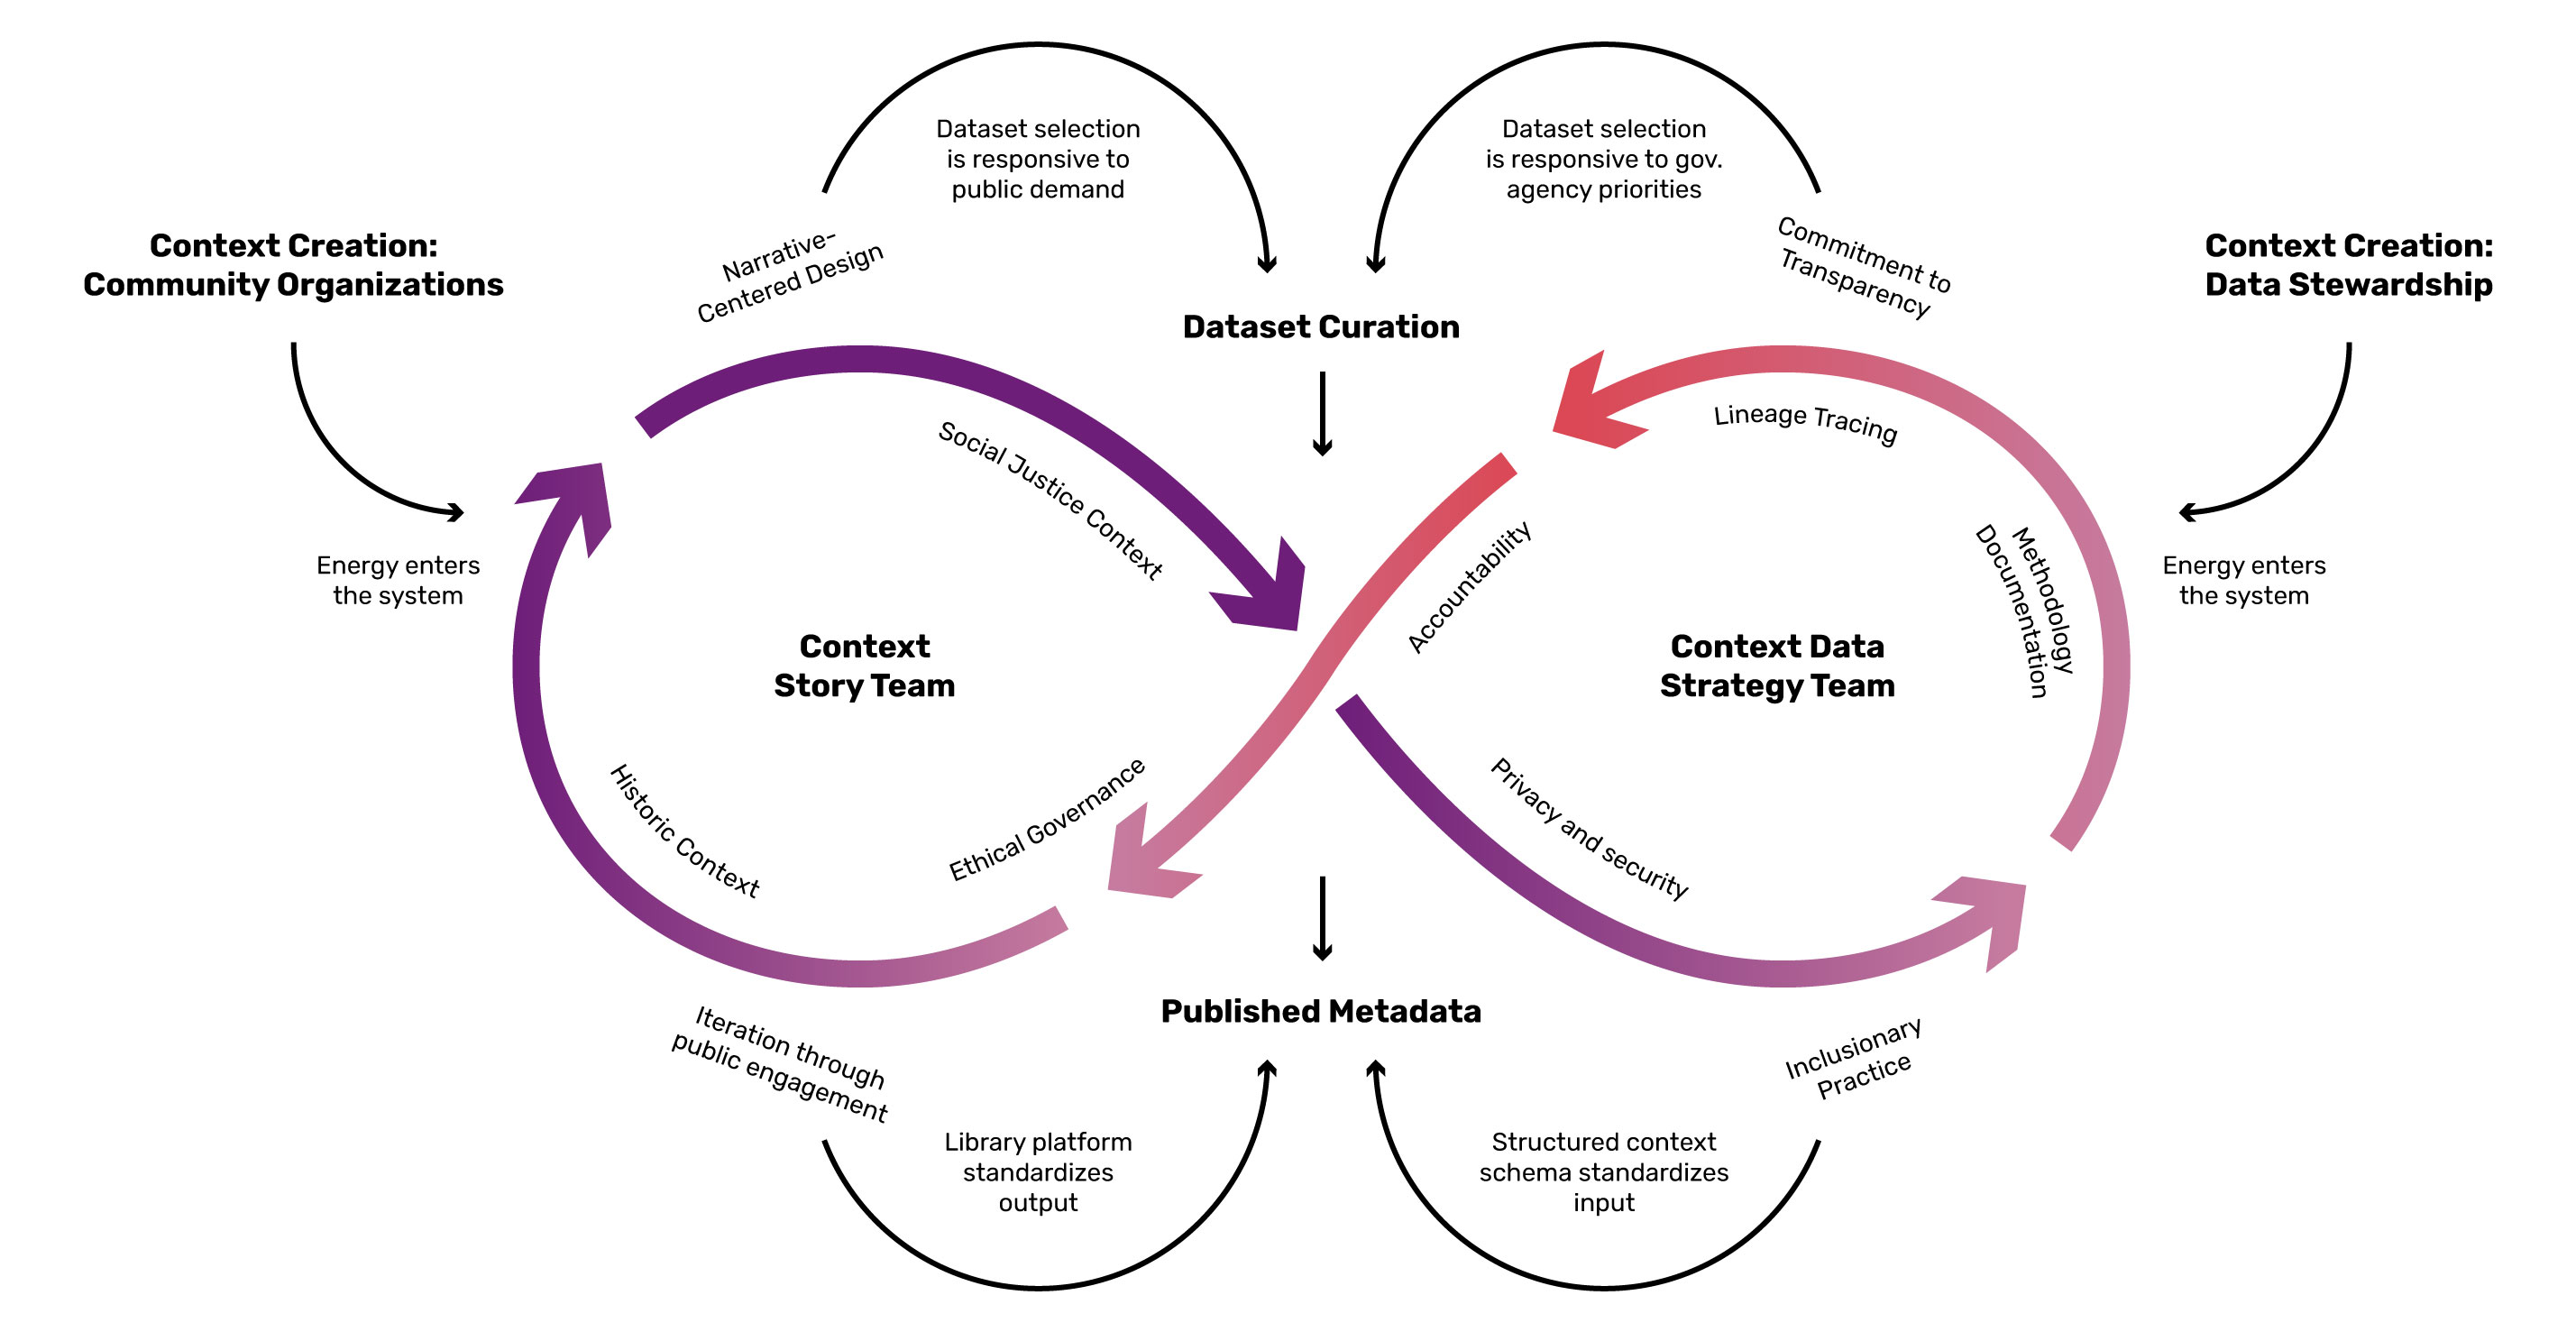 Dataset selection
is responsive to
public demand
Dataset selection
is responsive to gov.
agency priorities
Context Creation:
Community Organizations
Narrative-
Centered Design
Commitment to
Transparency
Context Creation:
Data Stewardship
Dataset Curation
Lineage Tracing
Social Justice Context
Energy enters
the system
Accountability
Methodology
Documentation
Energy enters
the system
Context
Story Team
Context Data
Strategy Team
Historic Context
Ethical Governance
Privacy and security
Published Metadata
Iteration through
public engagement
Inclusionary
Practice
Library platform
standardizes
output
Structured context
schema standardizes
input